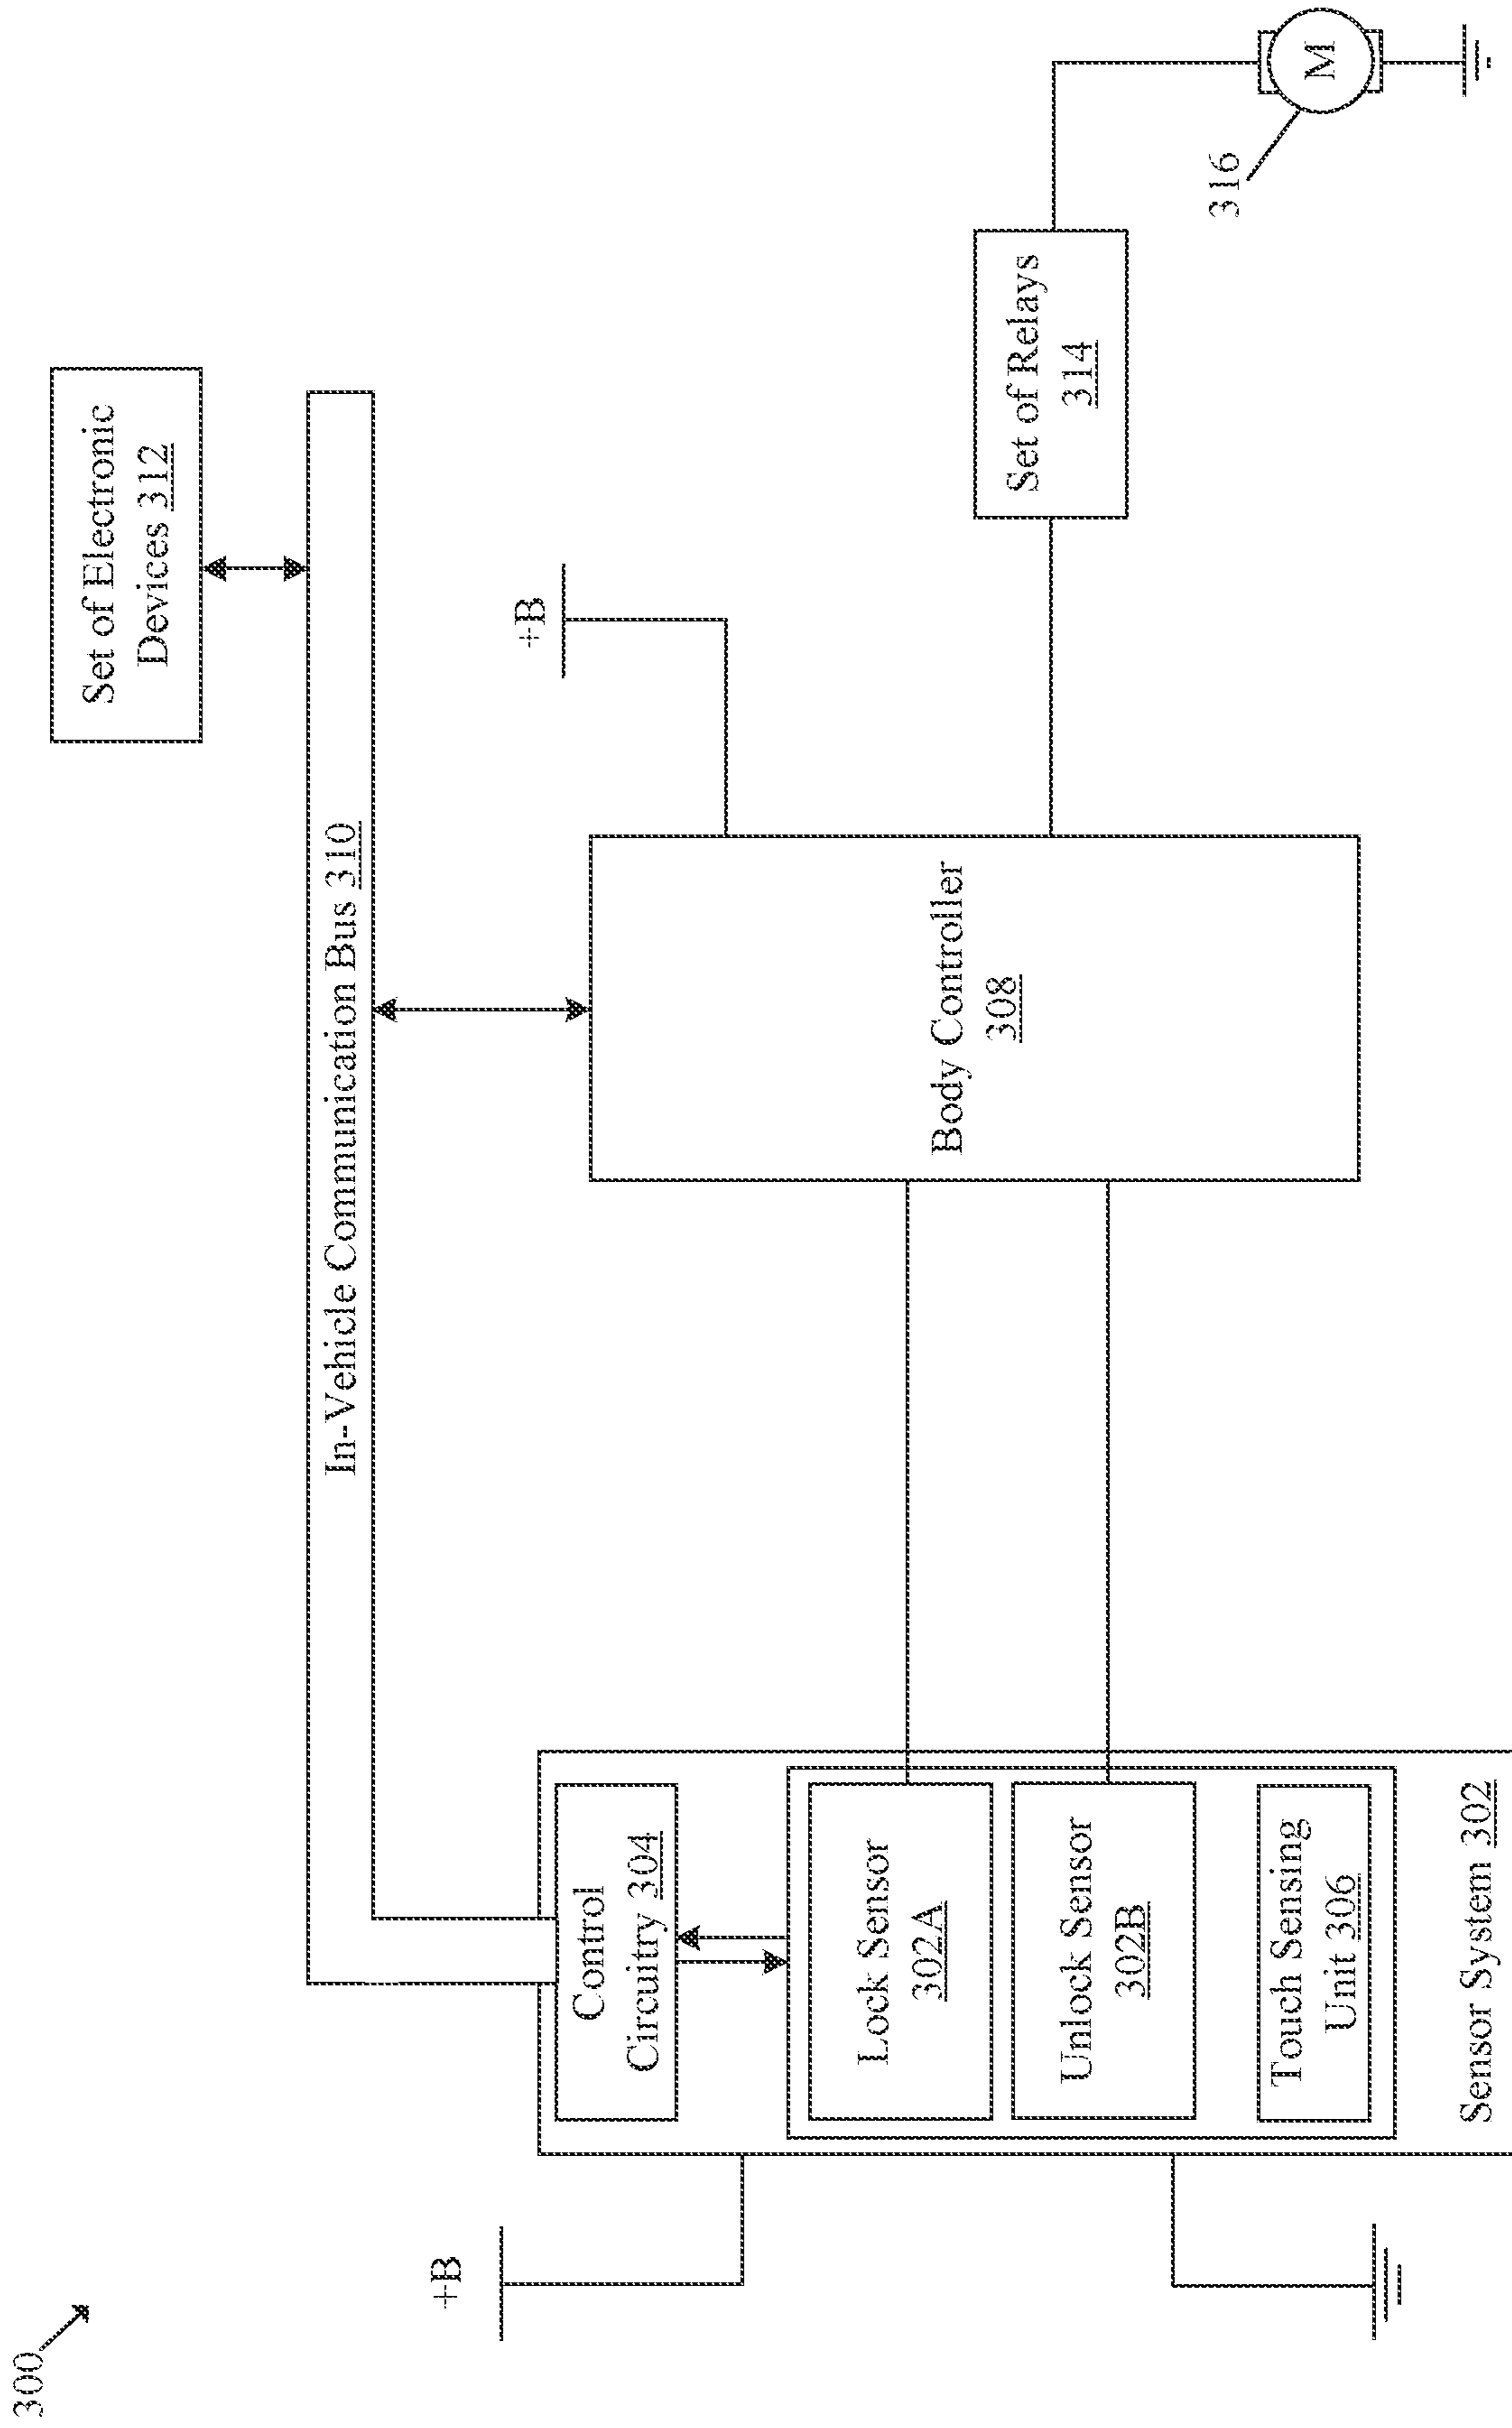 300
Set of Electronic
Devices 312
In-Vehicle Communication Bus 310
+B
+B
Control
Circuitry 304
Lock Sensor
302A
Unlock Sensor
302B
Touch Sensing
Unit 306
Sensor System 302
Body Controller
308
Set of Relays
314
316
M